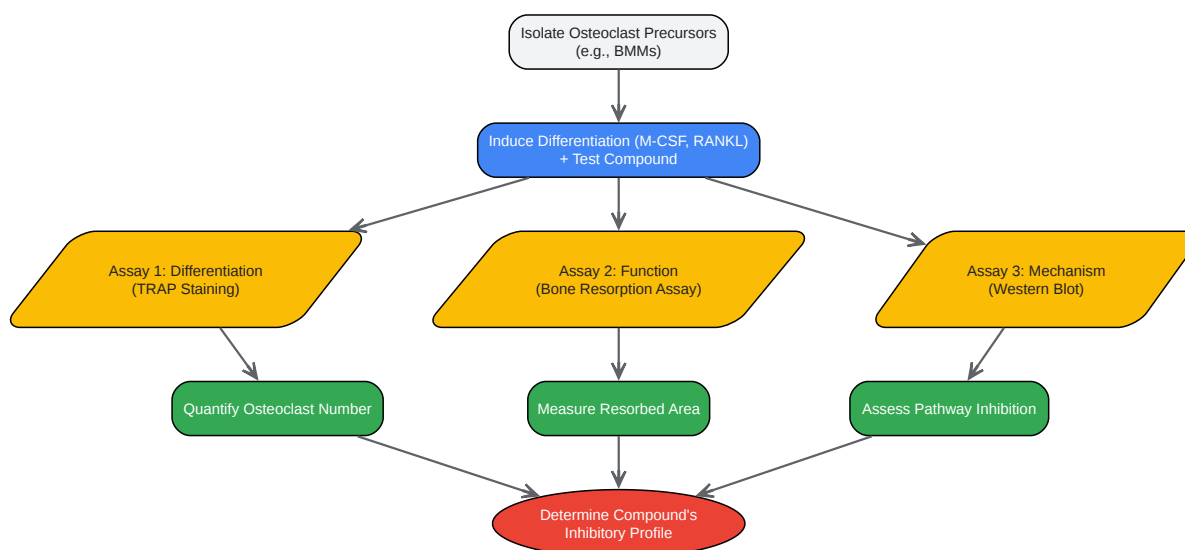 Isolate Osteoclast Precursors
(e.g., BMMs)
Induce Differentiation (M-CSF, RANKL)
+ Test Compound
Assay 1: Differentiation
(TRAP Staining)
Assay 2: Function
(Bone Resorption Assay)
Assay 3: Mechanism
(Western Blot)
Quantify Osteoclast Number
Measure Resorbed Area
Assess Pathway Inhibition
Determine Compound's
Inhibitory Profile